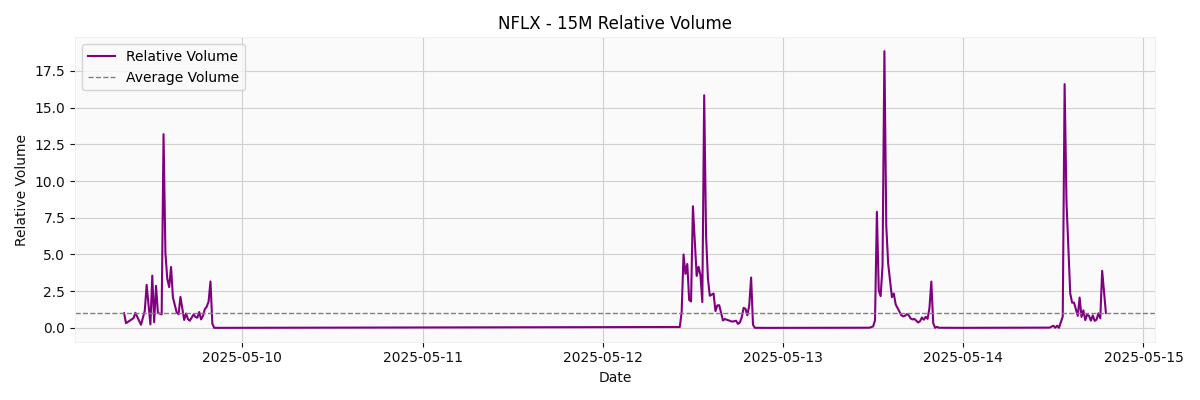 NFLX - 15M Relative Volume
Relative Volume
Average Volume
Relative Volume
17.5
15.0
12.5
10.0
7.5
5.0
2.5
0.0
2025-05-10
2025-05-11
2025-05-12
2025-05-13
2025-05-14
2025-05-15
Date